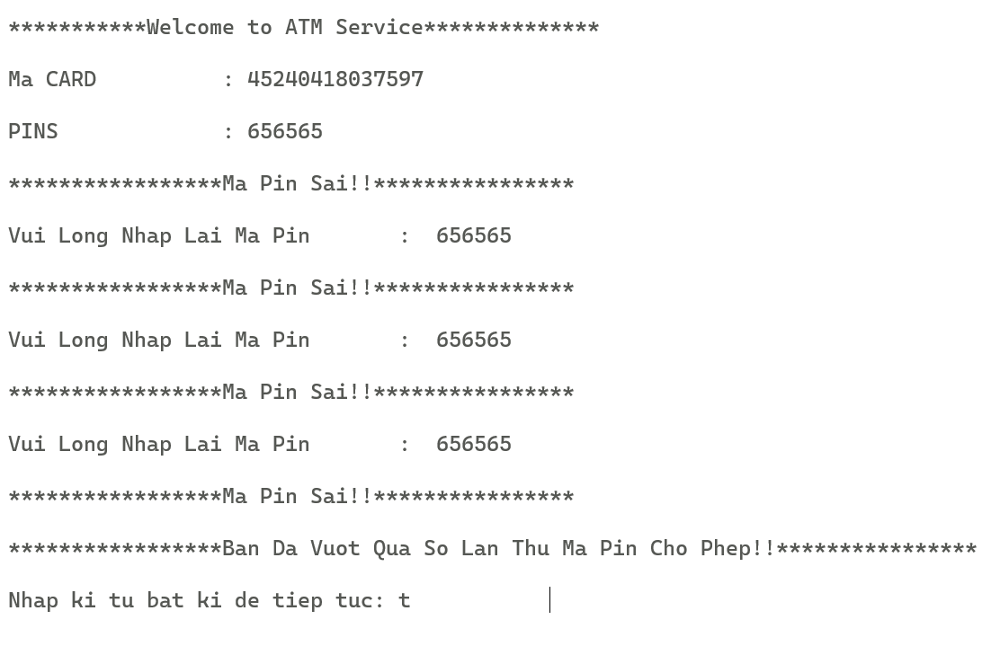 ***********Welcome to ATM Service**************
Ma CARD          : 45240418037597
PINS             : 656565
*****************Ma Pin Sai!!****************
Vui Long Nhap Lai Ma Pin       :  656565
*****************Ma Pin Sai!!****************
Vui Long Nhap Lai Ma Pin       :  656565
*****************Ma Pin Sai!!****************
Vui Long Nhap Lai Ma Pin       :  656565
*****************Ma Pin Sai!!****************
*****************Ban Da Vuot Qua So Lan Thu Ma Pin Cho Phep!!****************
Nhap ki tu bat ki de tiep tuc: t